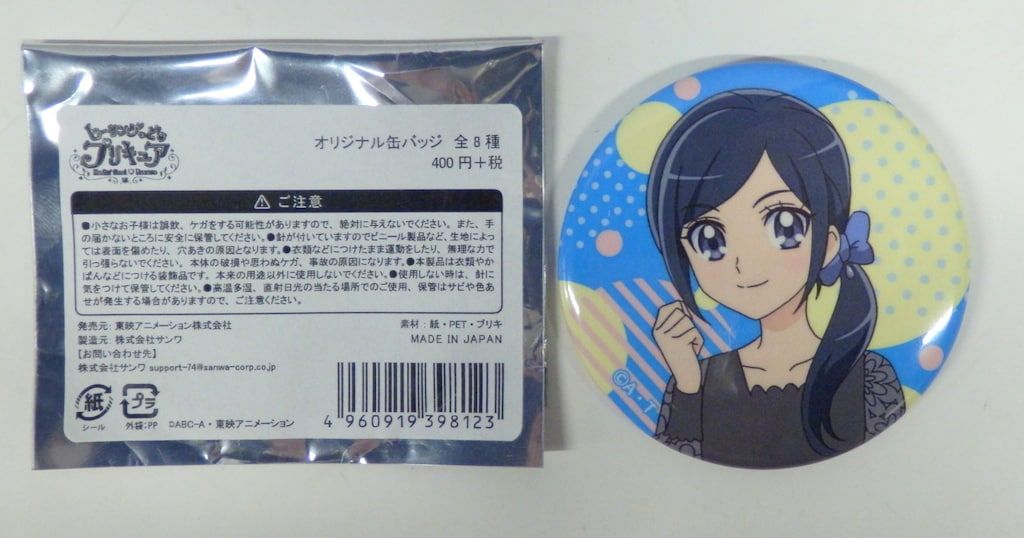 ヒーリングっど♥
プリキュア
Healin' Good ♥ Precure
オリジナル缶バッジ 全8種
400円+税
⚠ ご注意
●小さなお子様は誤飲、ケガをする可能性がありますので、絶対に与えないでください。また、手
の届かないところに安全に保管してください。●針が付いていますのでビニール製品など、生地によっ
ては表面を傷めたり、穴あきの原因となります。●衣類などにつけたまま運動をしたり、無理な力で
引っ張らないでください。本体の破損や思わぬケガ、事故の原因になります。●本製品は衣類やか
ばんなどにつける装飾品です。本来の用途以外に使用しないでください。●使用しない時は、針に
気をつけて保管してください。●高温多湿、直射日光の当たる場所でのご使用、保管はサビや色あ
せが発生する場合がありますので、ご注意ください。
発売元: 東映アニメーション株式会社
素材:紙・PET・ブリキ
製造元: 株式会社サンワ
MADE IN JAPAN
【お問い合わせ先】
株式会社サンワ support-74@sanwa-corp.co.jp
紙
シール
プラ
外袋:PP
©ABC-A・東映アニメーション
4 960919 398123
©A・T